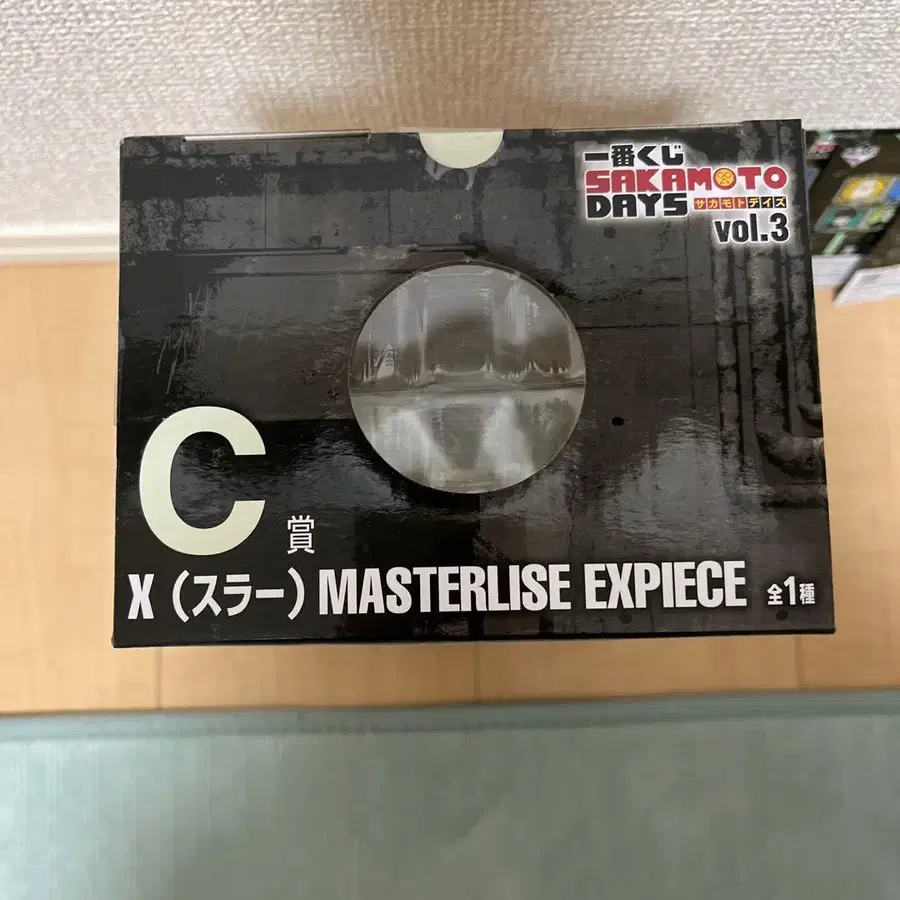 一番くじ
SAKAMOTO
DAYS サカモトデイズ
vol.3
C賞
X（スラー）MASTERLISE EXPIECE 全1種